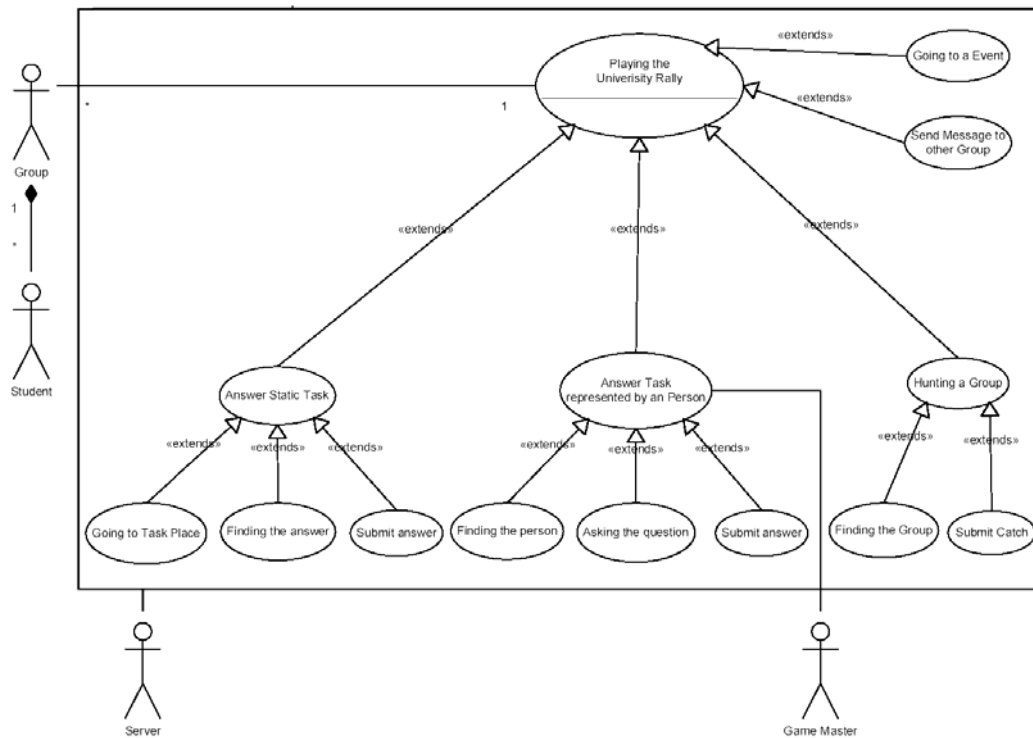 «extends»
Going to a Event
Playing the
Univerisity Rally
«extends»
*
1
Send Message to
other Group
Group
1
*
«extends»
«extends»
«extends»
Student
Answer Static Task
Answer Task
represented by an Person
Hunting a Group
«extends»
«extends»
«extends»
«extends»
«extends»
«extends»
«extends»
«extends»
Going to Task Place
Finding the answer
Submit answer
Finding the person
Asking the question
Submit answer
Finding the Group
Submit Catch
Server
Game Master